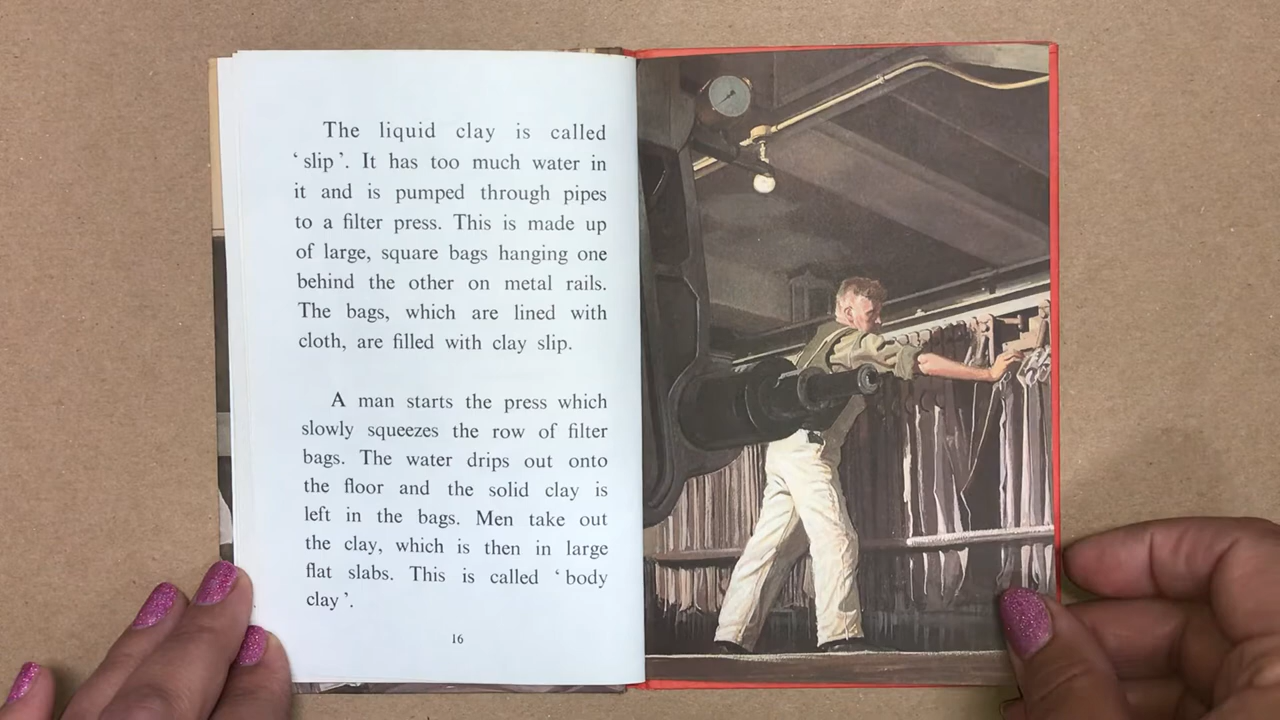 The liquid clay is called
‘slip’. It has too much water in
it and is pumped through pipes
to a filter press. This is made up
of large, square bags hanging one
behind the other on metal rails.
The bags, which are lined with
cloth, are filled with clay slip.
A man starts the press which
slowly squeezes the row of filter
bags. The water drips out onto
the floor and the solid clay is
left in the bags. Men take out
the clay, which is then in large
flat slabs. This is called ‘body
clay’.
16